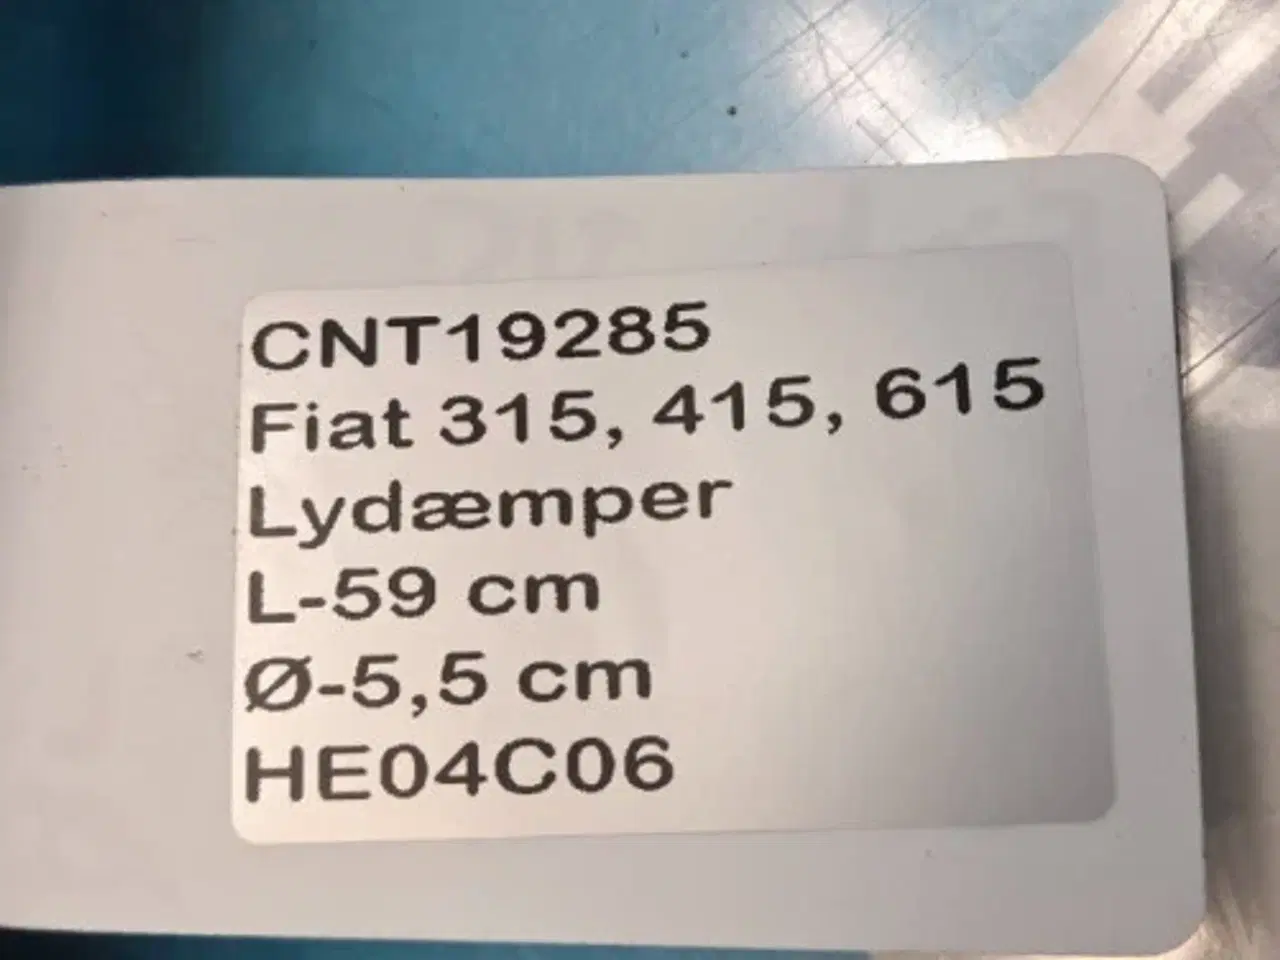 CNT19285
Fiat 315, 415, 615
Lydæmper
L-59 cm
Ø-5,5 cm
HE04C06